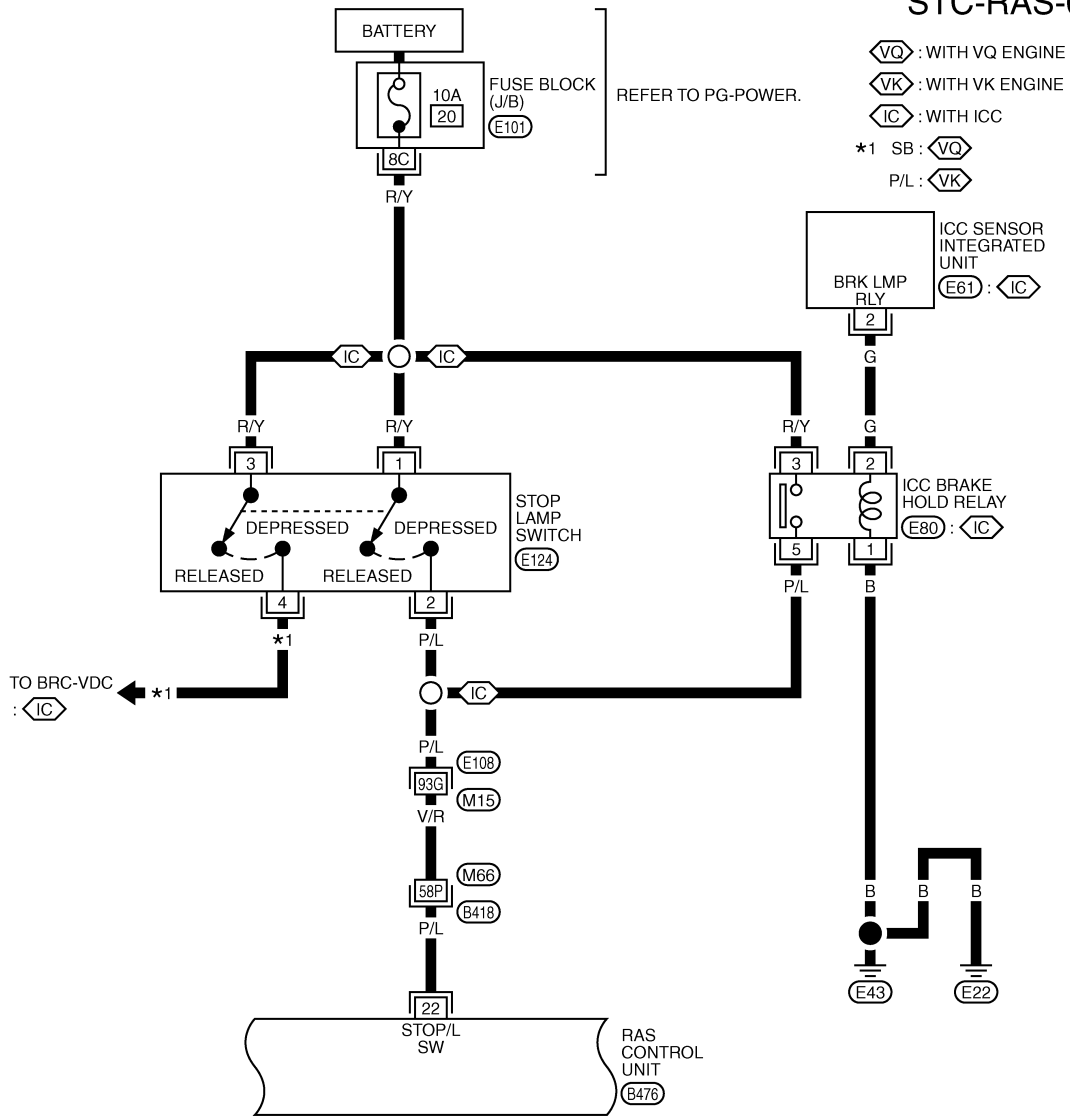 STC-RAS-
BATTERY
FUSE BLOCK
(J/B)
10A
20
E101
8C
REFER TO PG-POWER.
VQ : WITH VQ ENGINE
VK : WITH VK ENGINE
IC : WITH ICC
*1 SB : VQ
P/L : VK
R/Y
ICC SENSOR
INTEGRATED
UNIT
E61 : IC
BRK LMP
RLY
2
G
IC IC
R/Y R/Y R/Y G
3 1 3 2
STOP
LAMP
SWITCH
E124
DEPRESSED DEPRESSED
RELEASED RELEASED
ICC BRAKE
HOLD RELAY
E80 : IC
5 1
4 2
P/L B
*1 P/L
TO BRC-VDC
: IC
*1
IC
P/L
E108
93G
M15
V/R
M66
58P
B418
P/L
B B B
E43 E22
22
STOP/L
SW
RAS
CONTROL
UNIT
B476